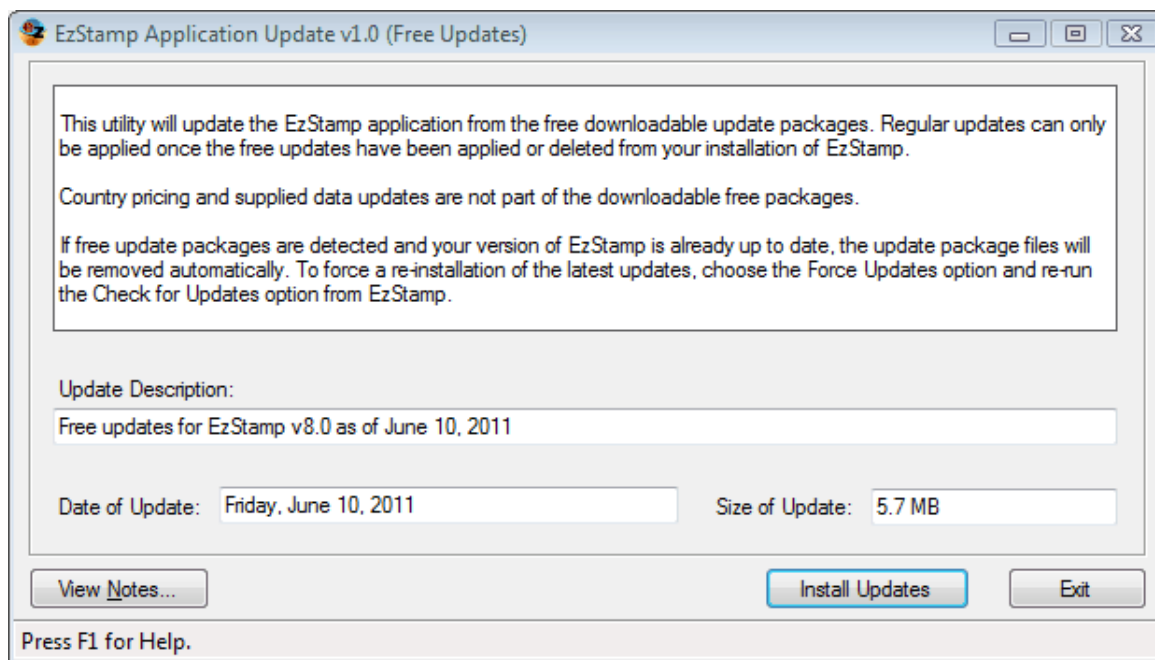 EzStamp Application Update v1.0 (Free Updates)
This utility will update the EzStamp application from the free downloadable update packages. Regular updates can only
be applied once the free updates have been applied or deleted from your installation of EzStamp.
Country pricing and supplied data updates are not part of the downloadable free packages.
If free update packages are detected and your version of EzStamp is already up to date, the update package files will
be removed automatically. To force a re-installation of the latest updates, choose the Force Updates option and re-run
the Check for Updates option from EzStamp.
Update Description:
Free updates for EzStamp v8.0 as of June 10, 2011
Date of Update: Friday, June 10, 2011 Size of Update: 5.7 MB
View Notes... Install Updates Exit
Press F1 for Help.